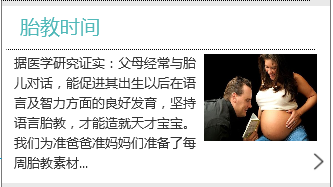 胎教时间
据医学研究证实：父母经常与胎
儿对话，能促进其出生以后在语
言及智力方面的良好发育，坚持
语言胎教，才能造就天才宝宝。
我们为准爸爸准妈妈们准备了每
周胎教素材...